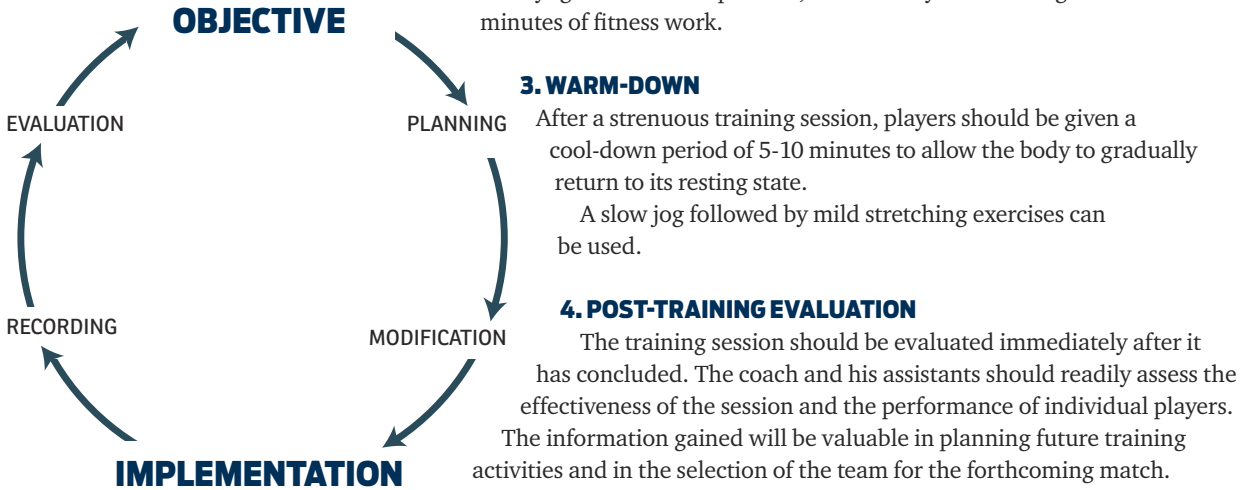 OBJECTIVE
EVALUATION
PLANNING
RECORDING
MODIFICATION
IMPLEMENTATION
minutes of fitness work.
3. WARM-DOWN
After a strenuous training session, players should be given a
cool-down period of 5-10 minutes to allow the body to gradually
return to its resting state.
A slow jog followed by mild stretching exercises can
be used.
4. POST-TRAINING EVALUATION
The training session should be evaluated immediately after it
has concluded. The coach and his assistants should readily assess the
effectiveness of the session and the performance of individual players.
The information gained will be valuable in planning future training
activities and in the selection of the team for the forthcoming match.